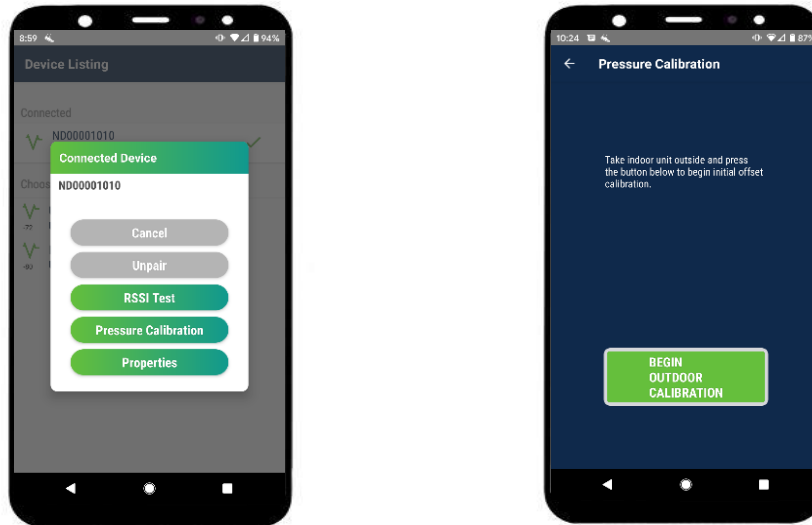 8:59
94%
Device Listing
Connected
ND00001010
Connected Device
ND00001010
Cancel
Unpair
RSSI Test
Pressure Calibration
Properties
10:24
87%
Pressure Calibration
Take indoor unit outside and press
the button below to begin initial offset
calibration.
BEGIN
OUTDOOR
CALIBRATION